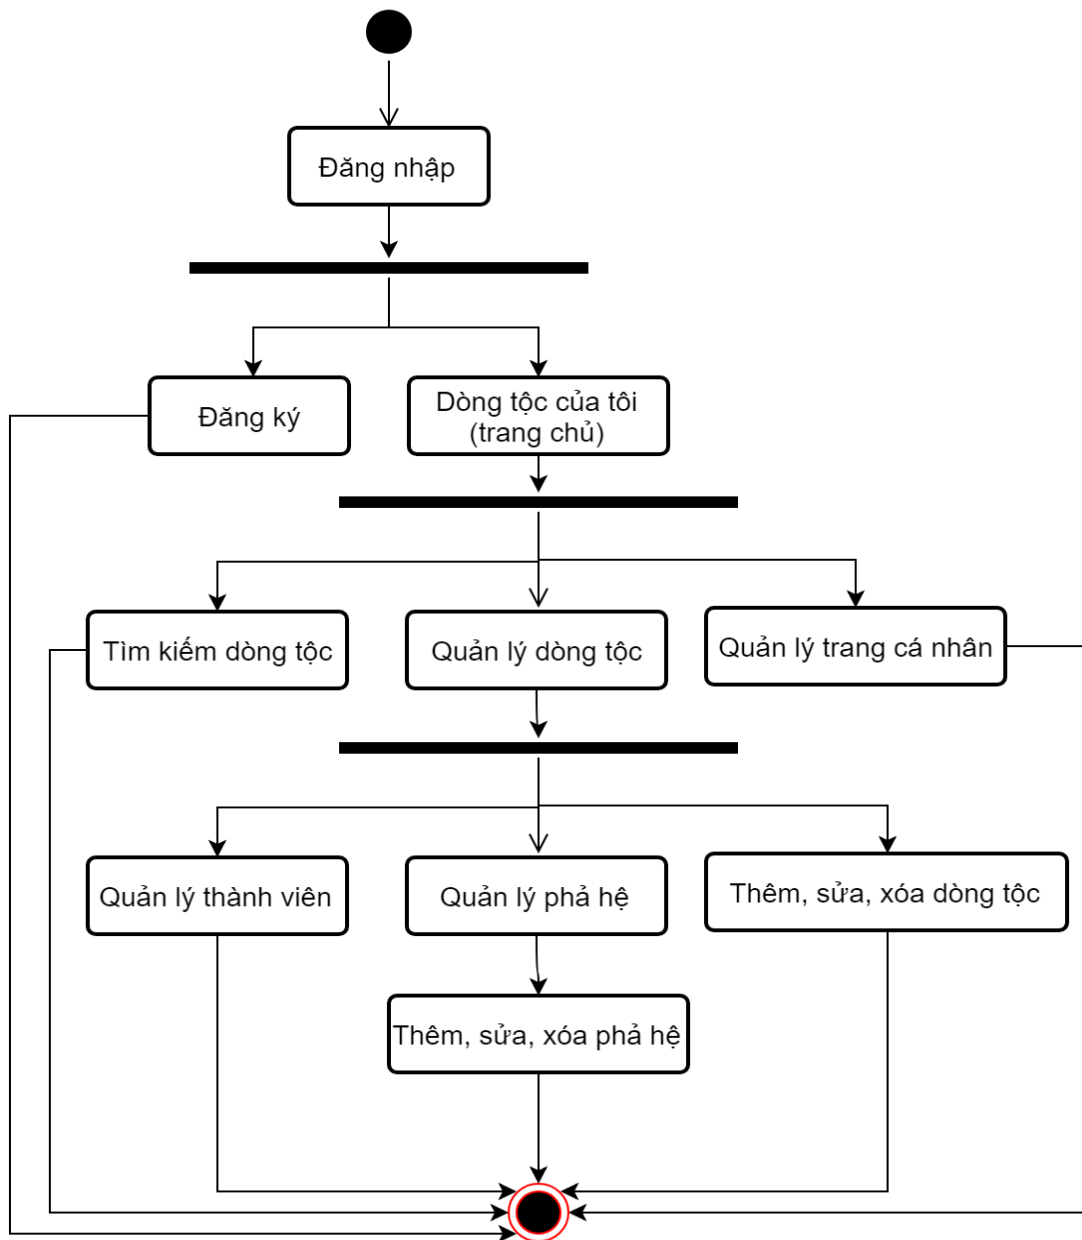 Đăng nhập
Đăng ký
Dòng tộc của tôi
(trang chủ)
Tìm kiếm dòng tộc
Quản lý dòng tộc
Quản lý trang cá nhân
Quản lý thành viên
Quản lý phả hệ
Thêm, sửa, xóa dòng tộc
Thêm, sửa, xóa phả hệ